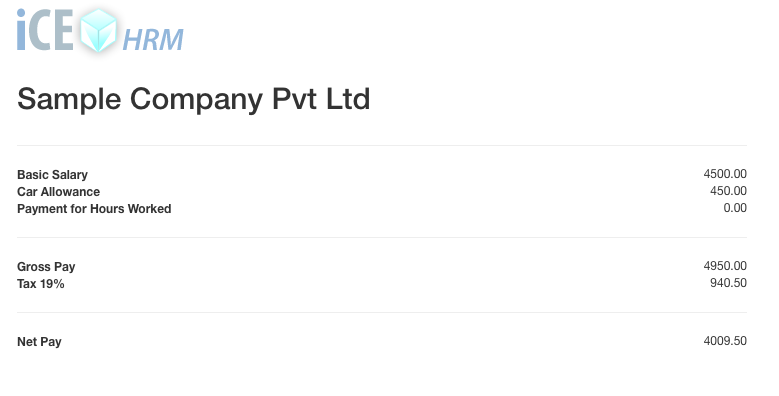 iCE HRM
Sample Company Pvt Ltd
Basic Salary 4500.00
Car Allowance 450.00
Payment for Hours Worked 0.00
Gross Pay 4950.00
Tax 19% 940.50
Net Pay 4009.50